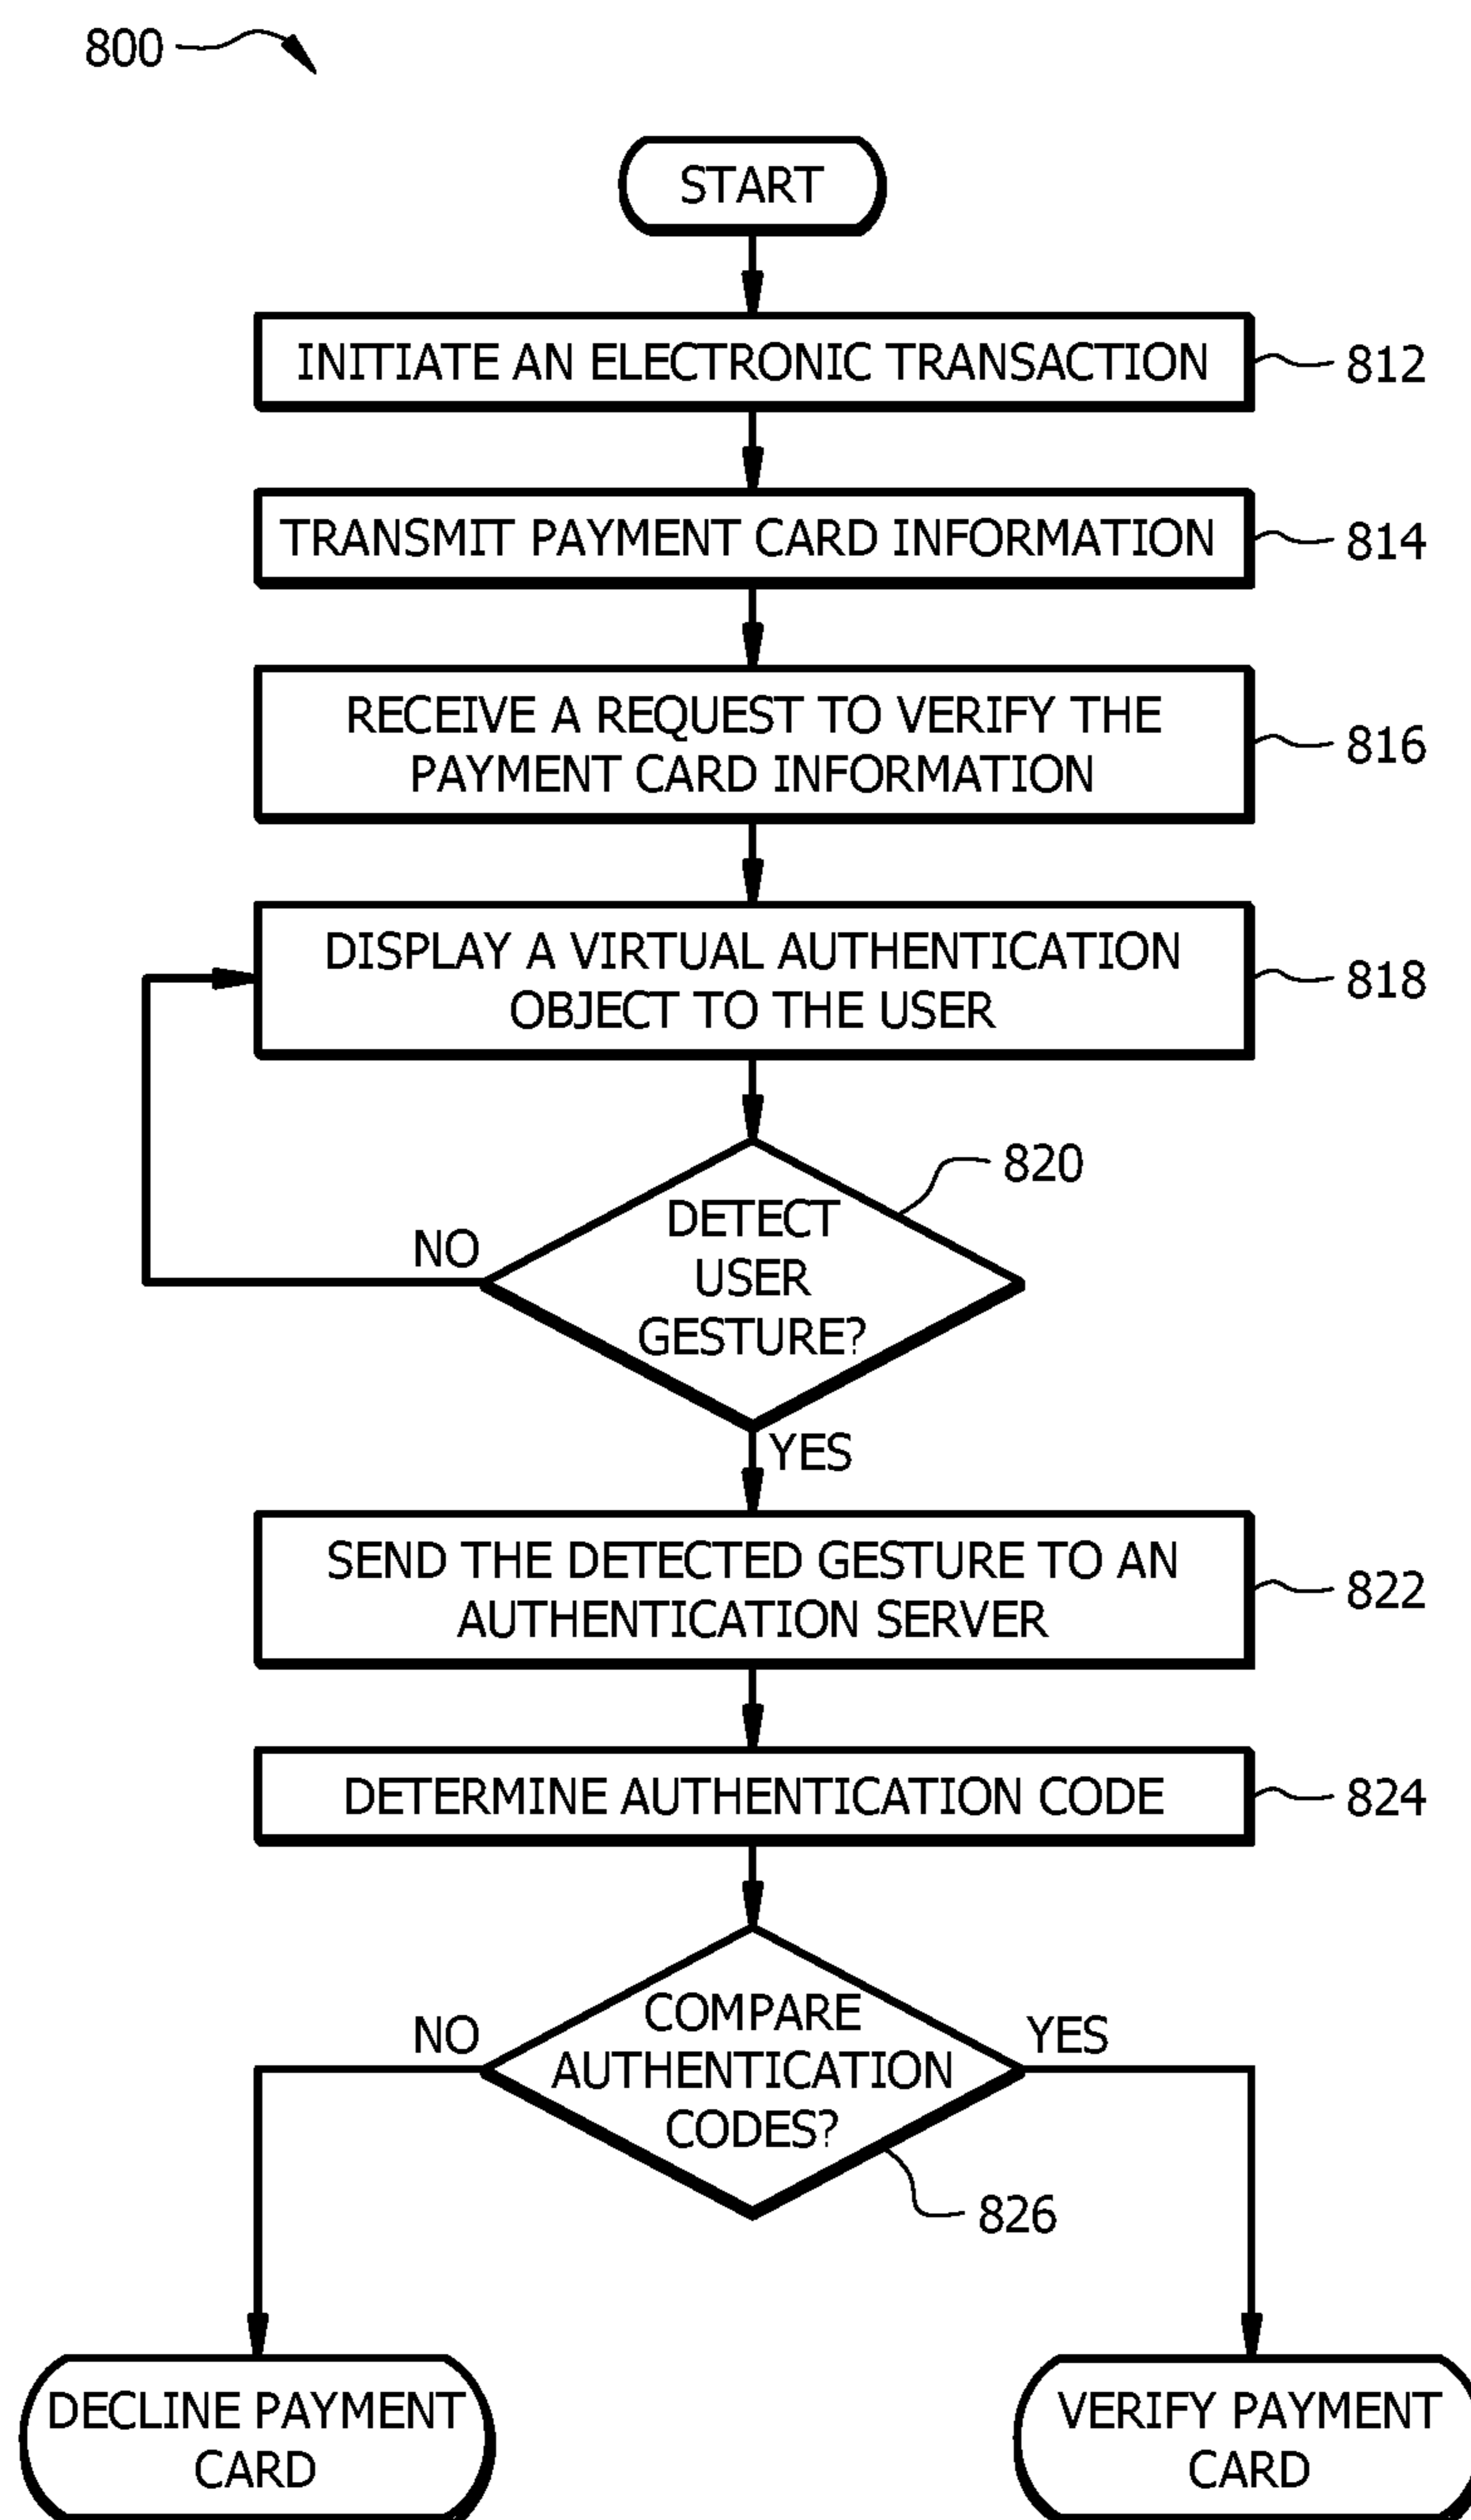 800
START
INITIATE AN ELECTRONIC TRANSACTION
812
TRANSMIT PAYMENT CARD INFORMATION
814
RECEIVE A REQUEST TO VERIFY THE
PAYMENT CARD INFORMATION
816
DISPLAY A VIRTUAL AUTHENTICATION
OBJECT TO THE USER
818
820
DETECT
USER
GESTURE?
NO
YES
SEND THE DETECTED GESTURE TO AN
AUTHENTICATION SERVER
822
DETERMINE AUTHENTICATION CODE
824
COMPARE
AUTHENTICATION
CODES?
NO
YES
826
DECLINE PAYMENT
CARD
VERIFY PAYMENT
CARD